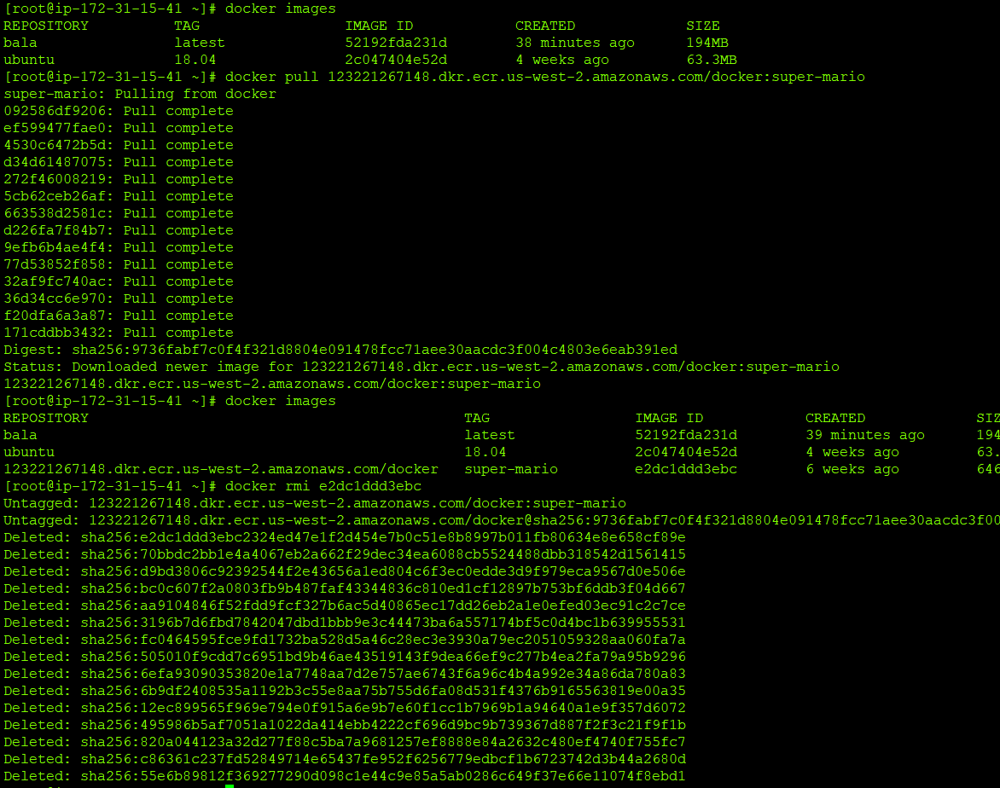 [root@ip-172-31-15-41 ~]# docker images
REPOSITORY TAG IMAGE ID CREATED SIZE
bala latest 52192fda231d 38 minutes ago 194MB
ubuntu 18.04 2c047404e52d 4 weeks ago 63.3MB
[root@ip-172-31-15-41 ~]# docker pull 123221267148.dkr.ecr.us-west-2.amazonaws.com/docker:super-mario
super-mario: Pulling from docker
092586df9206: Pull complete
ef599477fae0: Pull complete
4530c6472b5d: Pull complete
d34d61487075: Pull complete
272f46008219: Pull complete
5cb62ceb26af: Pull complete
663538d2581c: Pull complete
d226fa7f84b7: Pull complete
9efb6b4ae4f4: Pull complete
77d53852f858: Pull complete
32af9fc740ac: Pull complete
36d34cc6e970: Pull complete
f20dfa6a3a87: Pull complete
171cddbb3432: Pull complete
Digest: sha256:9736fabf7c0f4f321d8804e091478fcc71aee30aacdc3f004c4803e6eab391ed
Status: Downloaded newer image for 123221267148.dkr.ecr.us-west-2.amazonaws.com/docker:super-mario
123221267148.dkr.ecr.us-west-2.amazonaws.com/docker:super-mario
[root@ip-172-31-15-41 ~]# docker images
REPOSITORY TAG IMAGE ID CREATED SIZ
bala latest 52192fda231d 39 minutes ago 194
ubuntu 18.04 2c047404e52d 4 weeks ago 63.
123221267148.dkr.ecr.us-west-2.amazonaws.com/docker super-mario e2dc1ddd3ebc 6 weeks ago 646
[root@ip-172-31-15-41 ~]# docker rmi e2dc1ddd3ebc
Untagged: 123221267148.dkr.ecr.us-west-2.amazonaws.com/docker:super-mario
Untagged: 123221267148.dkr.ecr.us-west-2.amazonaws.com/docker@sha256:9736fabf7c0f4f321d8804e091478fcc71aee30aacdc3f00
Deleted: sha256:e2dc1ddd3ebc2324ed47e1f2d454e7b0c51e8b8997b011fb80634e8e658cf89e
Deleted: sha256:70bbdc2bb1e4a4067eb2a662f29dec34ea6088cb5524488dbb318542d1561415
Deleted: sha256:d9bd3806c92392544f2e43656a1ed804c6f3ec0edde3d9f979eca9567d0e506e
Deleted: sha256:bc0c607f2a0803fb9b487faf43344836c810ed1cf12897b753bf6ddb3f04d667
Deleted: sha256:aa9104846f52fdd9fcf327b6ac5d40865ec17dd26eb2a1e0efed03ec91c2c7ce
Deleted: sha256:3196b7d6fbd7842047dbd1bbb9e3c44473ba6a557174bf5c0d4bc1b639955531
Deleted: sha256:fc0464595fce9fd1732ba528d5a46c28ec3e3930a79ec2051059328aa060fa7a
Deleted: sha256:505010f9cdd7c6951bd9b46ae43519143f9dea66ef9c277b4ea2fa79a95b9296
Deleted: sha256:6efa93090353820e1a7748aa7d2e757ae6743f6a96c4b4a992e34a86da780a83
Deleted: sha256:6b9df2408535a1192b3c55e8aa75b755d6fa08d531f4376b9165563819e00a35
Deleted: sha256:12ec899565f969e794e0f915a6e9b7e60f1cc1b7969b1a94640a1e9f357d6072
Deleted: sha256:495986b5af7051a1022da414ebb4222cf696d9bc9b739367d887f2f3c21f9f1b
Deleted: sha256:820a044123a32d277f88c5ba7a9681257ef8888e84a2632c480ef4740f755fc7
Deleted: sha256:c86361c237fd52849714e65437fe952f6256779edbcf1b6723742d3b44a2680d
Deleted: sha256:55e6b89812f369277290d098c1e44c9e85a5ab0286c649f37e66e11074f8ebd1